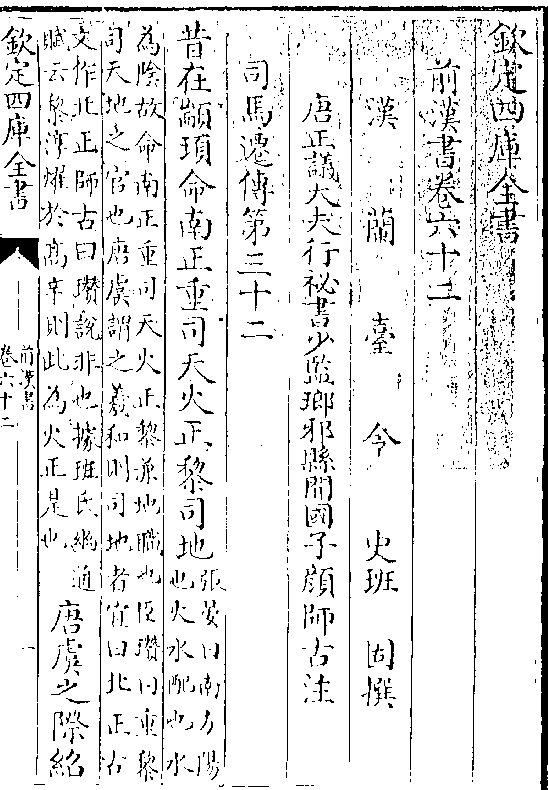 欽定四庫全書
前漢書卷六十二
漢蘭臺令史班固撰
唐正議大夫行秘書少監瑯邪縣開國子顔師古注
司馬遷傳第三十二
昔在顓頊命南正重司天火正黎司地
張晏曰南方陽
也火水配也水
為陰故命南正重司天火正黎兼地職也臣瓚曰重黎
司天地之官也唐虞謂之羲和則司地者宜曰北正古
文作北正師古曰瓚說非也據班氏幽通
賦云黎淳耀於高辛則此為火正是也
唐虞之際紹
欽定四庫全書
前漢書
卷六十二
一